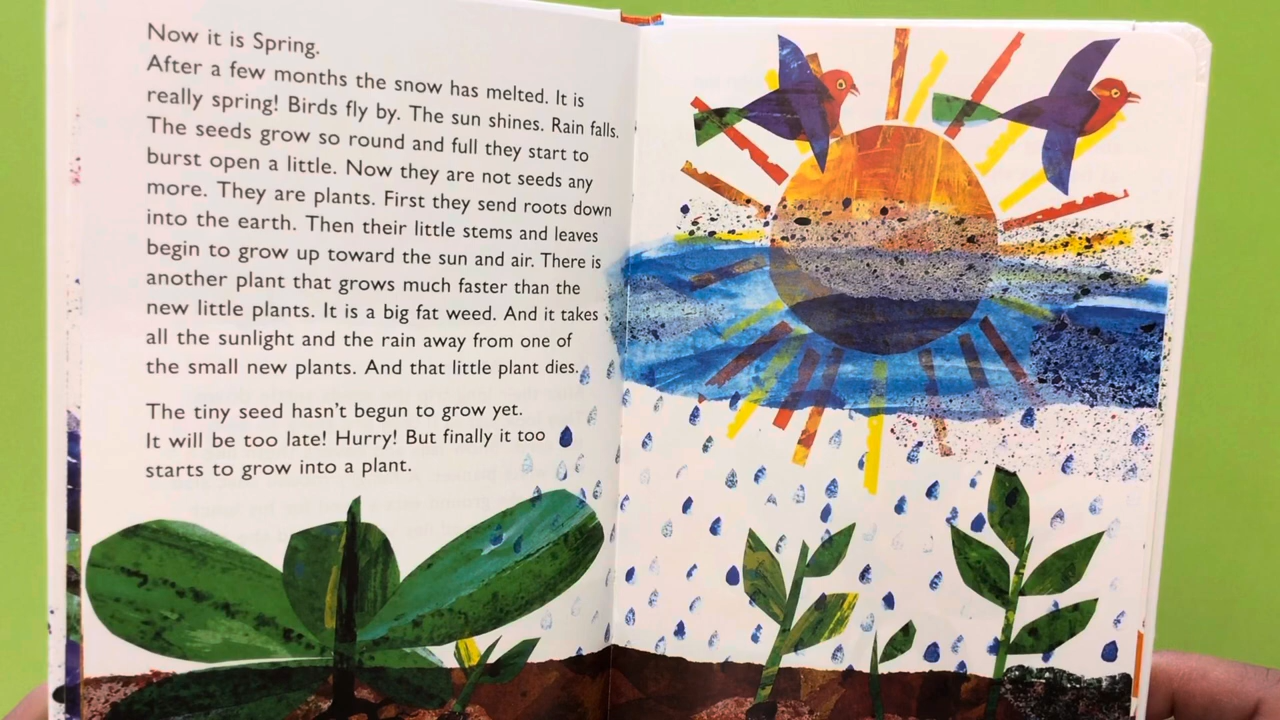 Now it is Spring.
After a few months the snow has melted. It is
really spring! Birds fly by. The sun shines. Rain falls.
The seeds grow so round and full they start to
burst open a little. Now they are not seeds any
more. They are plants. First they send roots down
into the earth. Then their little stems and leaves
begin to grow up toward the sun and air. There is
another plant that grows much faster than the
new little plants. It is a big fat weed. And it takes
all the sunlight and the rain away from one of
the small new plants. And that little plant dies.
The tiny seed hasn't begun to grow yet.
It will be too late! Hurry! But finally it too
starts to grow into a plant.